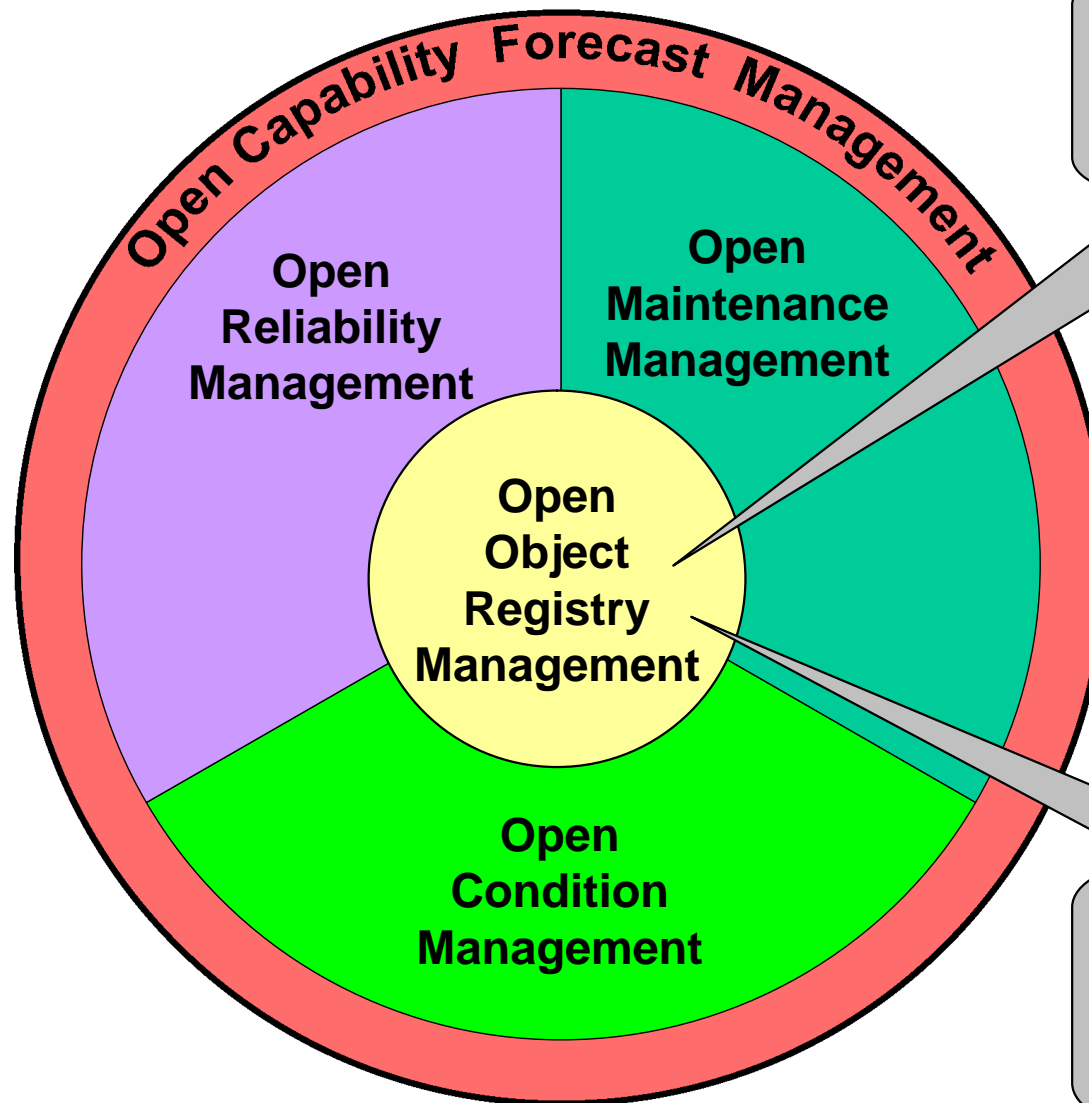 Open Capability Forecast Management
Open
Reliability
Management
Open
Maintenance
Management
Open
Object
Registry
Management
Open
Condition
Management